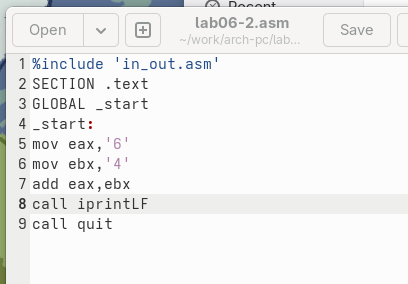 Recent
Open
lab06-2.asm
~/work/arch-pc/lab...
Save
1 %include 'in_out.asm'
2 SECTION .text
3 GLOBAL _start
4 _start:
5 mov eax,'6'
6 mov ebx,'4'
7 add eax,ebx
8 call iprintLF
9 call quit